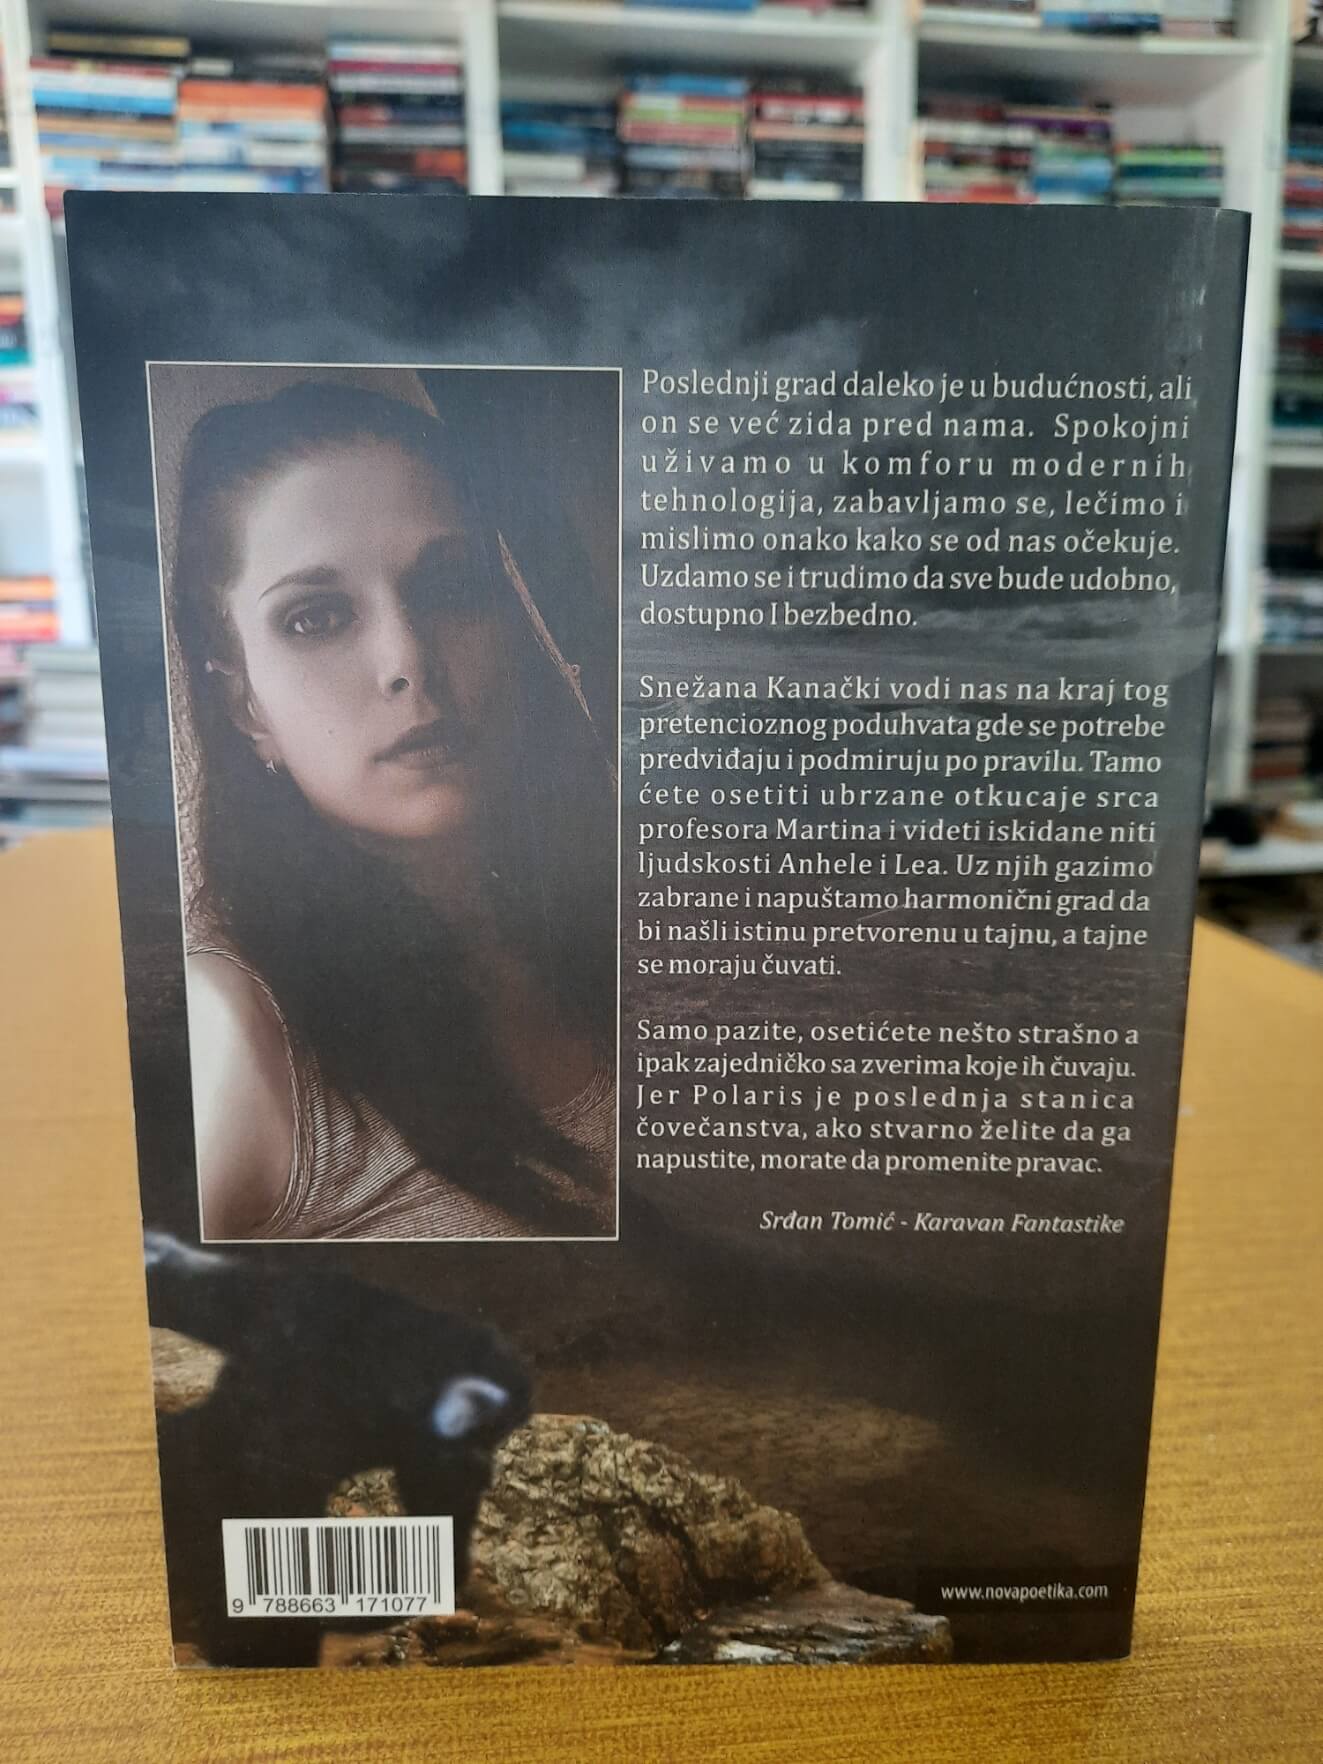 Poslednji grad daleko je u budućnosti, ali
on se već zida pred nama. Spokojni
uživamo u komforu modernih
tehnologija, zabavljamo se, lečimo i
mislimo onako kako se od nas očekuje.
Uzdamo se i trudimo da sve bude udobno,
dostupno I bezbedno.
Snežana Kanački vodi nas na kraj tog
pretencioznog poduhvata gde se potrebe
predviđaju i podmiruju po pravilu. Tamo
ćete osetiti ubrzane otkucaje srca
profesora Martina i videti iskidane niti
ljudskosti Anhele i Lea. Uz njih gazimo
zabrane i napuštamo harmonični grad da
bi našli istinu pretvorenu u tajnu, a tajne
se moraju čuvati.
Samo pazite, osetićete nešto strašno a
ipak zajedničko sa zverima koje ih čuvaju.
Jer Polaris je poslednja stanica
čovečanstva, ako stvarno želite da ga
napustite, morate da promenite pravac.
Srđan Tomić - Karavan Fantastike
9 788663 171077
www.novapoetika.com